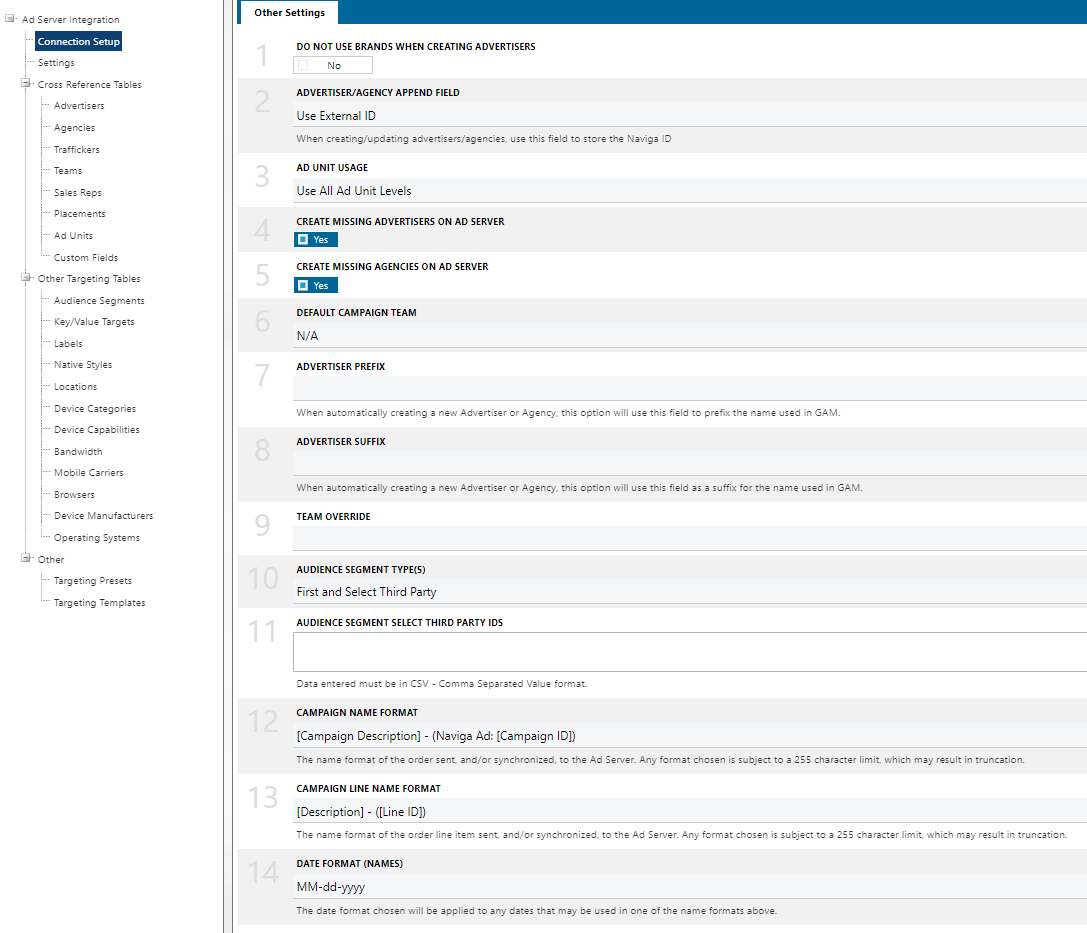 Ad Server Integration
Connection Setup
Settings
Cross Reference Tables
Advertisers
Agencies
Traffickers
Teams
Sales Reps
Placements
Ad Units
Custom Fields
Other Targeting Tables
Audience Segments
Key/Value Targets
Labels
Native Styles
Locations
Device Categories
Device Capabilities
Bandwidth
Mobile Carriers
Browsers
Device Manufacturers
Operating Systems
Other
Targeting Presets
Targeting Templates
Other Settings
1 DO NOT USE BRANDS WHEN CREATING ADVERTISERS
No
2 ADVERTISER/AGENCY APPEND FIELD
Use External ID
When creating/updating advertisers/agencies, use this field to store the Naviga ID
3 AD UNIT USAGE
Use All Ad Unit Levels
4 CREATE MISSING ADVERTISERS ON AD SERVER
Yes
5 CREATE MISSING AGENCIES ON AD SERVER
Yes
6 DEFAULT CAMPAIGN TEAM
N/A
7 ADVERTISER PREFIX
When automatically creating a new Advertiser or Agency, this option will use this field to prefix the name used in GAM.
8 ADVERTISER SUFFIX
When automatically creating a new Advertiser or Agency, this option will use this field as a suffix for the name used in GAM.
9 TEAM OVERRIDE
10 AUDIENCE SEGMENT TYPE(S)
First and Select Third Party
11 AUDIENCE SEGMENT SELECT THIRD PARTY IDS
Data entered must be in CSV - Comma Separated Value format.
12 CAMPAIGN NAME FORMAT
[Campaign Description] - (Naviga Ad: [Campaign ID])
The name format of the order sent, and/or synchronized, to the Ad Server. Any format chosen is subject to a 255 character limit, which may result in truncation.
13 CAMPAIGN LINE NAME FORMAT
[Description] - ([Line ID])
The name format of the order line item sent, and/or synchronized, to the Ad Server. Any format chosen is subject to a 255 character limit, which may result in truncation.
14 DATE FORMAT (NAMES)
MM-dd-yyyy
The date format chosen will be applied to any dates that may be used in one of the name formats above.